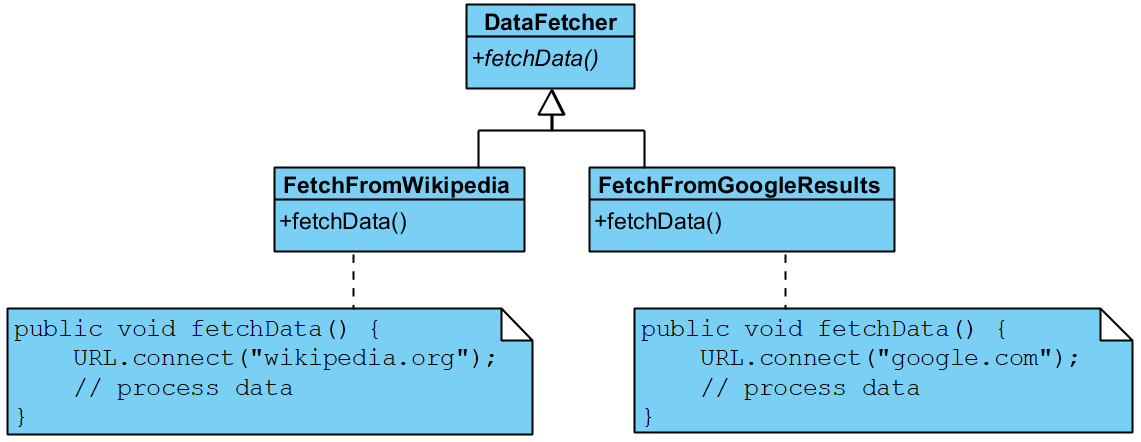 DataFetcher
+fetchData()
FetchFromWikipedia
+fetchData()
FetchFromGoogleResults
+fetchData()
public void fetchData() {
    URL.connect("wikipedia.org");
    // process data
}
public void fetchData() {
    URL.connect("google.com");
    // process data
}